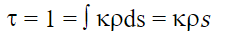 τ = 1 = ∫ κρds = κρs